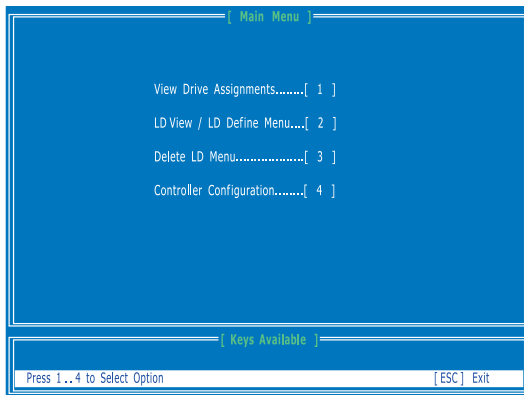 [ Main Menu ]
View Drive Assignments........[ 1 ]
LD View / LD Define Menu....[ 2 ]
Delete LD Menu..................[ 3 ]
Controller Configuration........[ 4 ]
[ Keys Available ]
Press 1..4 to Select Option [ESC] Exit